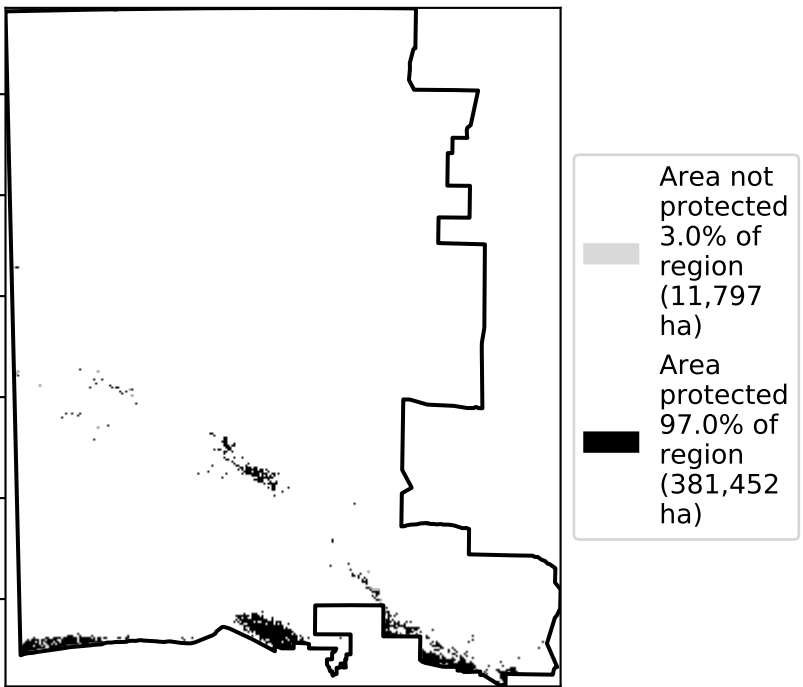 Area not
protected
3.0% of
region
(11,797
ha)
Area
protected
97.0% of
region
(381,452
ha)